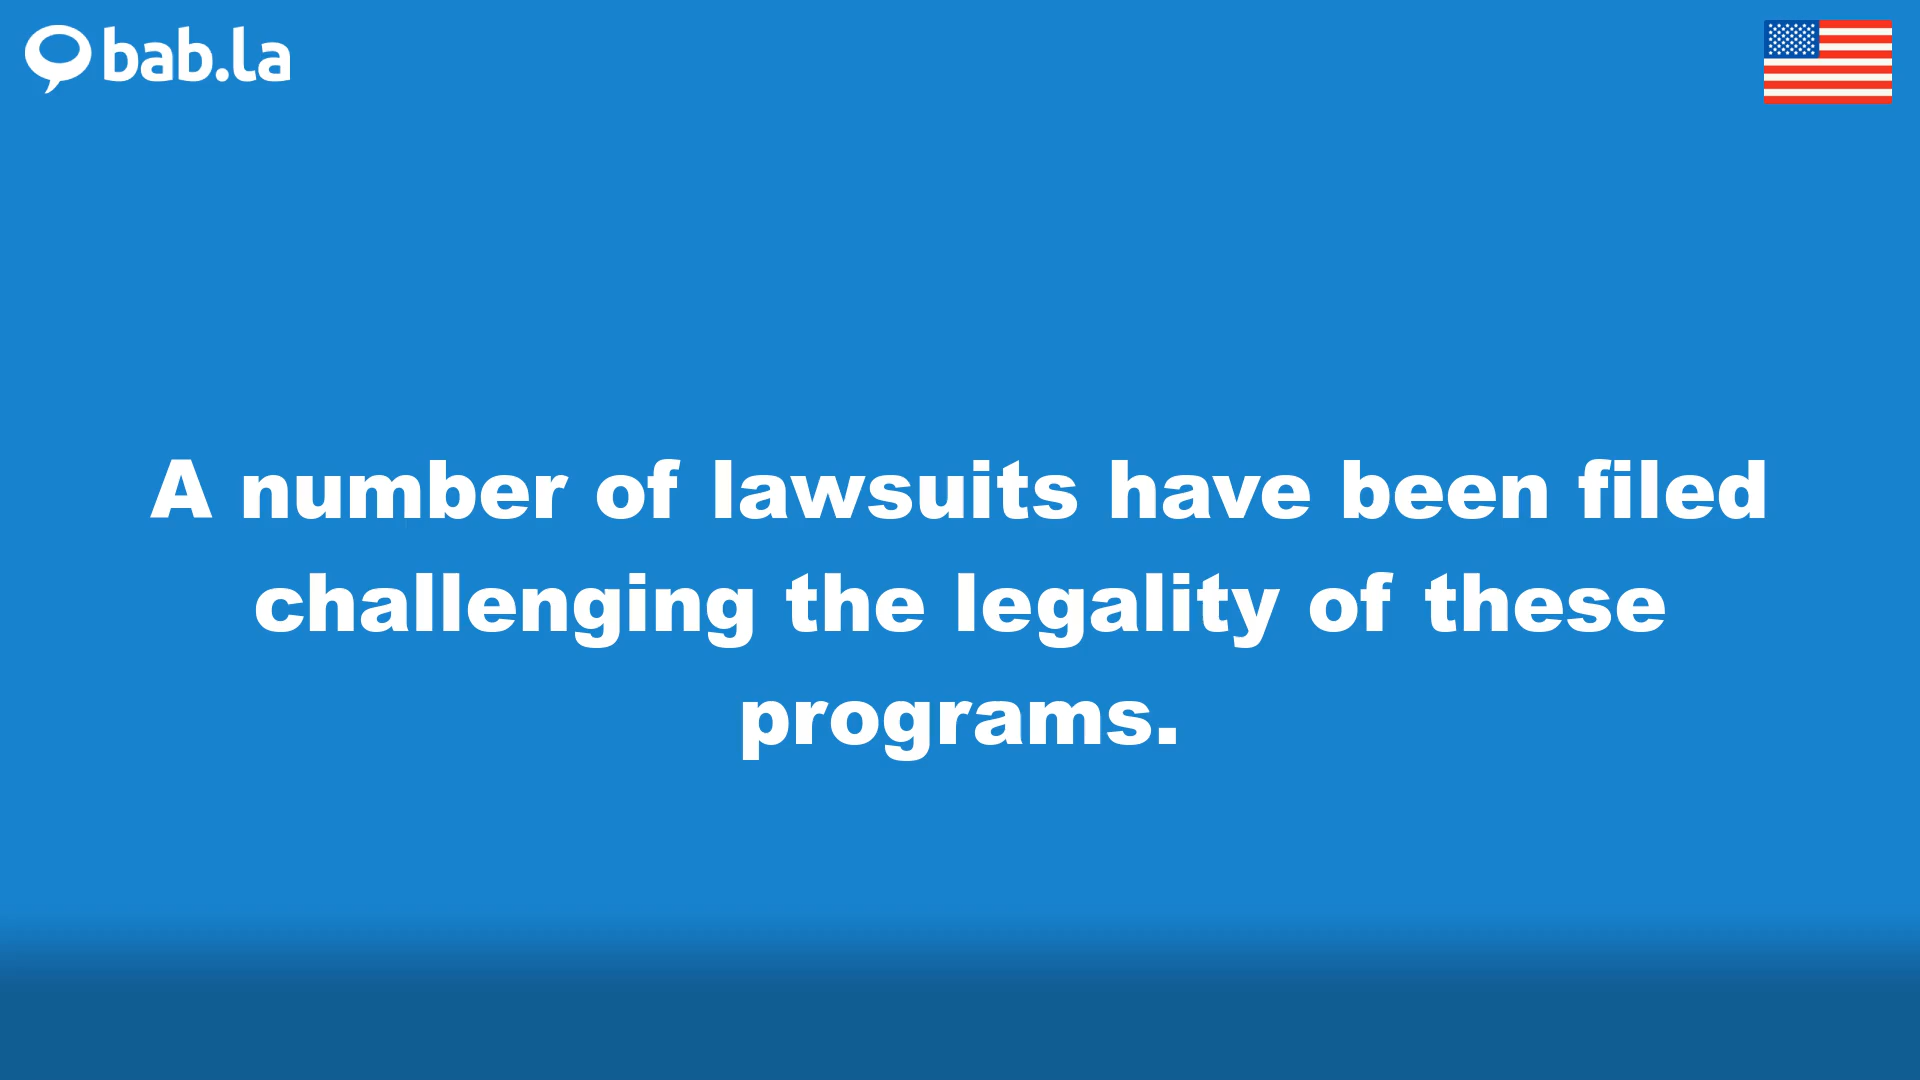 bab.la
A number of lawsuits have been filed
challenging the legality of these
programs.